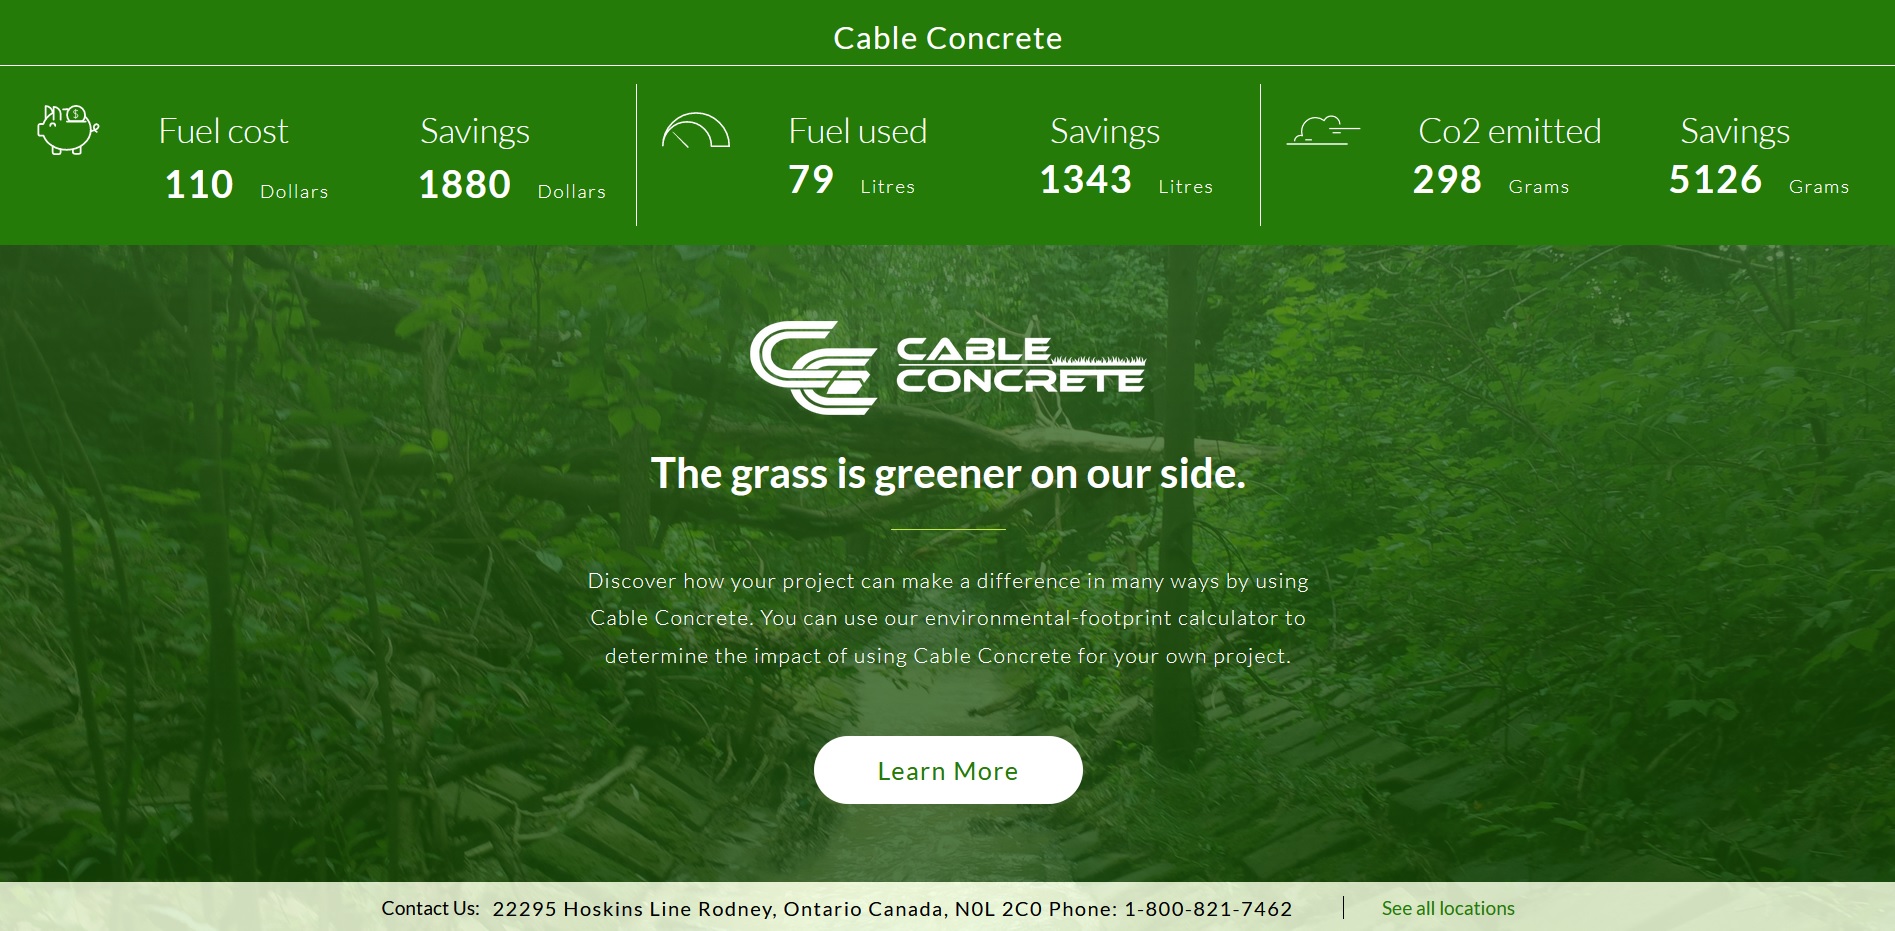 Cable Concrete
Fuel cost Savings
110 Dollars 1880 Dollars
Fuel used Savings
79 Litres 1343 Litres
Co2 emitted Savings
298 Grams 5126 Grams
CABLE
CONCRETE
The grass is greener on our side.
Discover how your project can make a difference in many ways by using
Cable Concrete. You can use our environmental-footprint calculator to
determine the impact of using Cable Concrete for your own project.
Learn More
Contact Us: 22295 Hoskins Line Rodney, Ontario Canada, N0L 2C0 Phone: 1-800-821-7462 See all locations